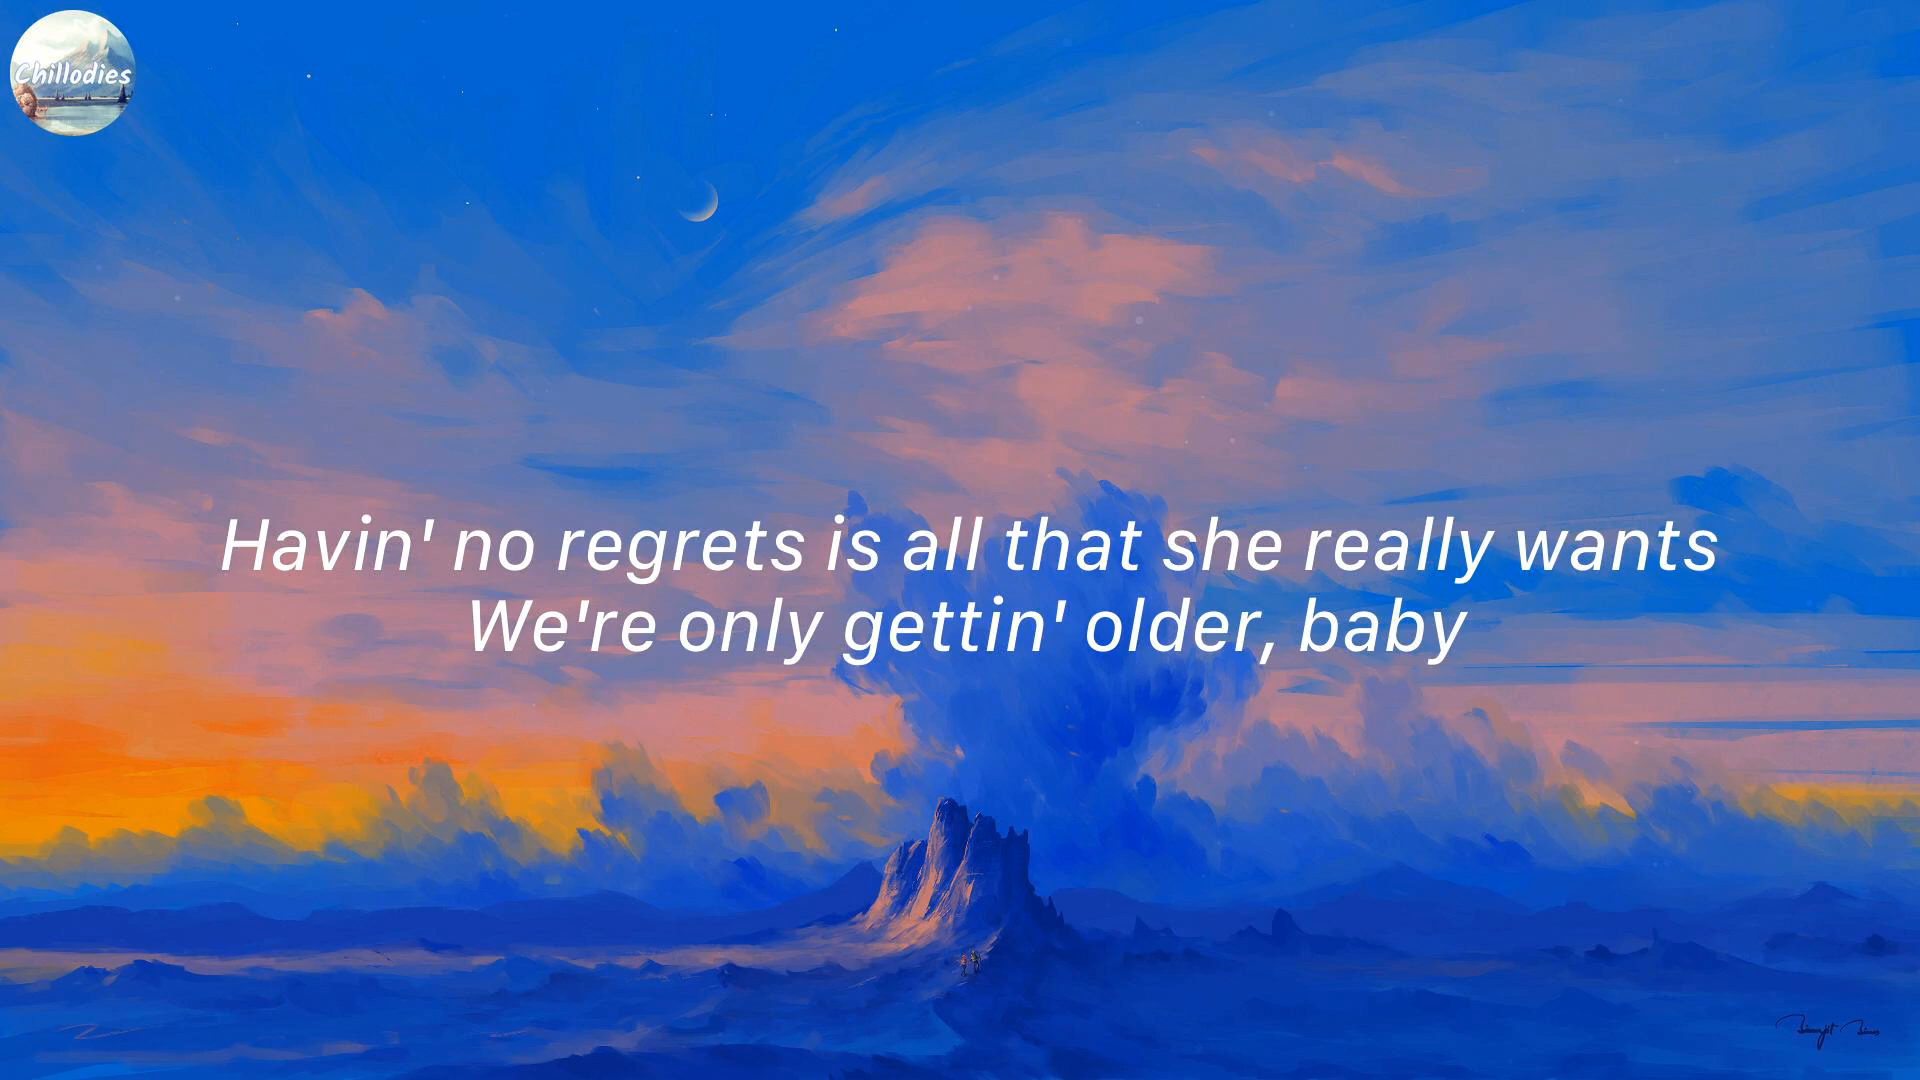 Chillodies
Havin' no regrets is all that she really wants
We're only gettin' older, baby